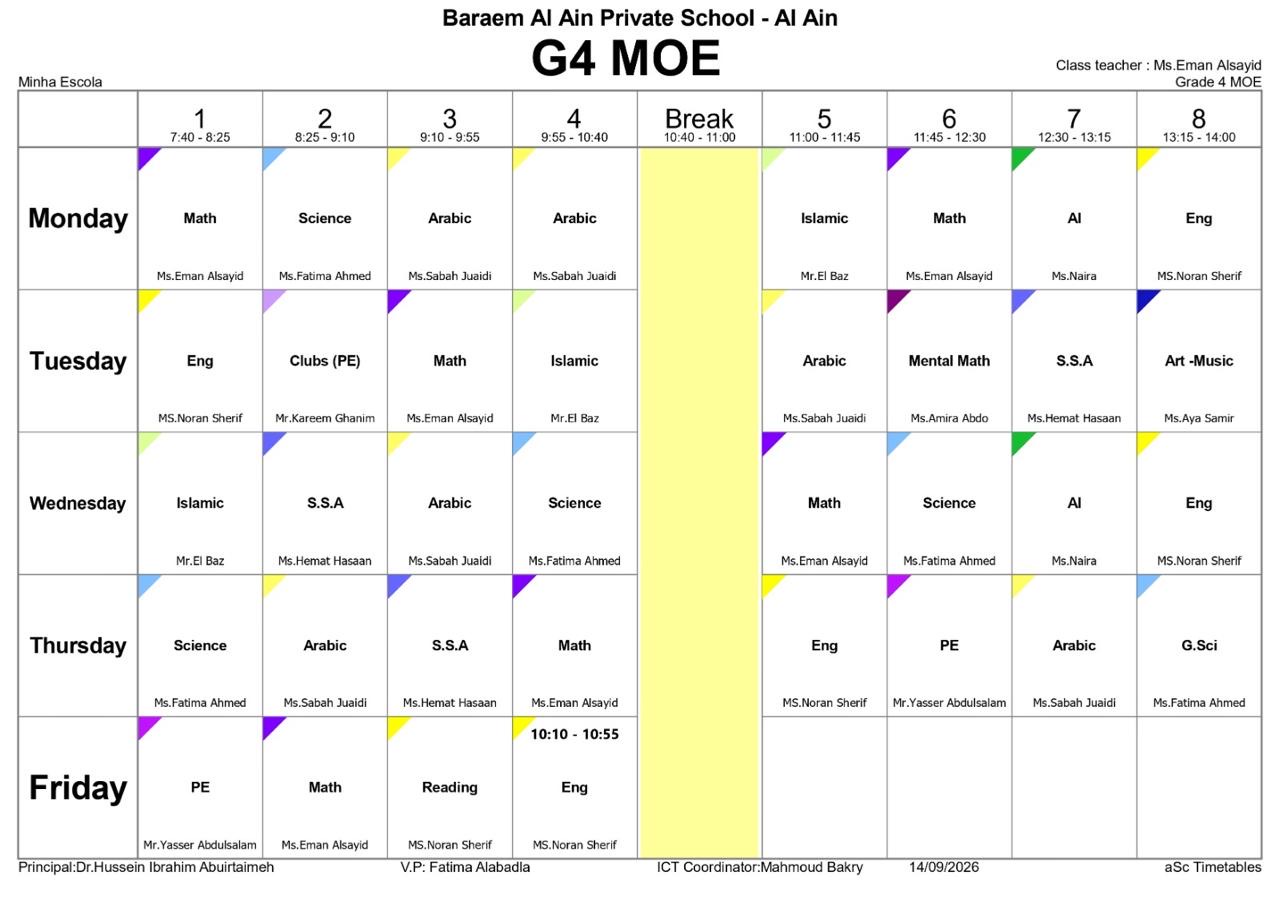 Baraem Al Ain Private School - Al Ain
G4 MOE
Class teacher : Ms.Eman Alsayid
Minha Escola
Grade 4 MOE
1 2 3 4 Break 5 6 7 8
7:40 - 8:25 8:25 - 9:10 9:10 - 9:55 9:55 - 10:40 10:40 - 11:00 11:00 - 11:45 11:45 - 12:30 12:30 - 13:15 13:15 - 14:00
Monday Math Science Arabic Arabic Islamic Math AI Eng
Ms.Eman Alsayid Ms.Fatima Ahmed Ms.Sabah Juaidi Ms.Sabah Juaidi Mr.El Baz Ms.Eman Alsayid Ms.Naira MS.Noran Sherif
Tuesday Eng Clubs (PE) Math Islamic Arabic Mental Math S.S.A Art -Music
MS.Noran Sherif Mr.Kareem Ghanim Ms.Eman Alsayid Mr.El Baz Ms.Sabah Juaidi Ms.Amira Abdo Ms.Hemat Hasaan Ms.Aya Samir
Wednesday Islamic S.S.A Arabic Science Math Science AI Eng
Mr.El Baz Ms.Hemat Hasaan Ms.Sabah Juaidi Ms.Fatima Ahmed Ms.Eman Alsayid Ms.Fatima Ahmed Ms.Naira MS.Noran Sherif
Thursday Science Arabic S.S.A Math Eng PE Arabic G.Sci
Ms.Fatima Ahmed Ms.Sabah Juaidi Ms.Hemat Hasaan Ms.Eman Alsayid MS.Noran Sherif Mr.Yasser Abdulsalam Ms.Sabah Juaidi Ms.Fatima Ahmed
10:10 - 10:55
Friday PE Math Reading Eng
Mr.Yasser Abdulsalam Ms.Eman Alsayid MS.Noran Sherif MS.Noran Sherif
Principal:Dr.Hussein Ibrahim Abuirtaimeh V.P: Fatima Alabadla ICT Coordinator:Mahmoud Bakry 14/09/2026 aSc Timetables